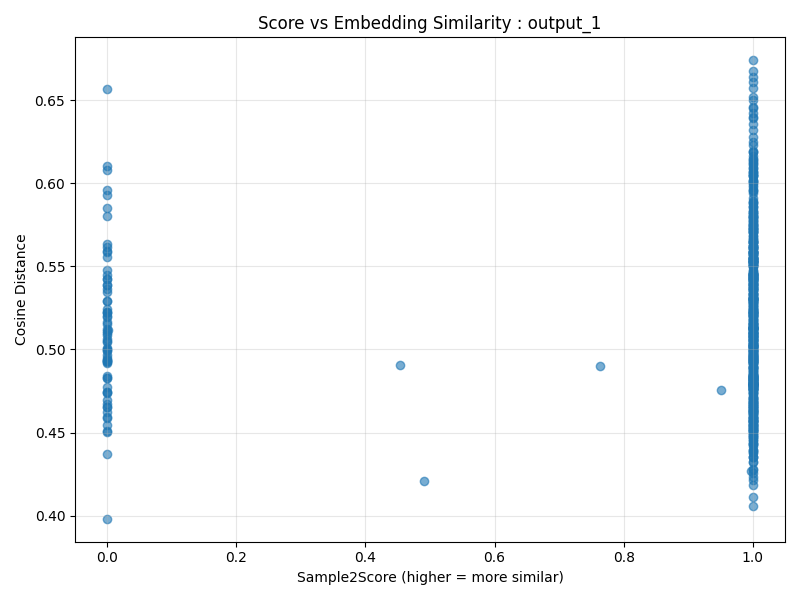 Score vs Embedding Similarity : output_1
Cosine Distance
0.65
0.60
0.55
0.50
0.45
0.40
0.0 0.2 0.4 0.6 0.8 1.0
Sample2Score (higher = more similar)